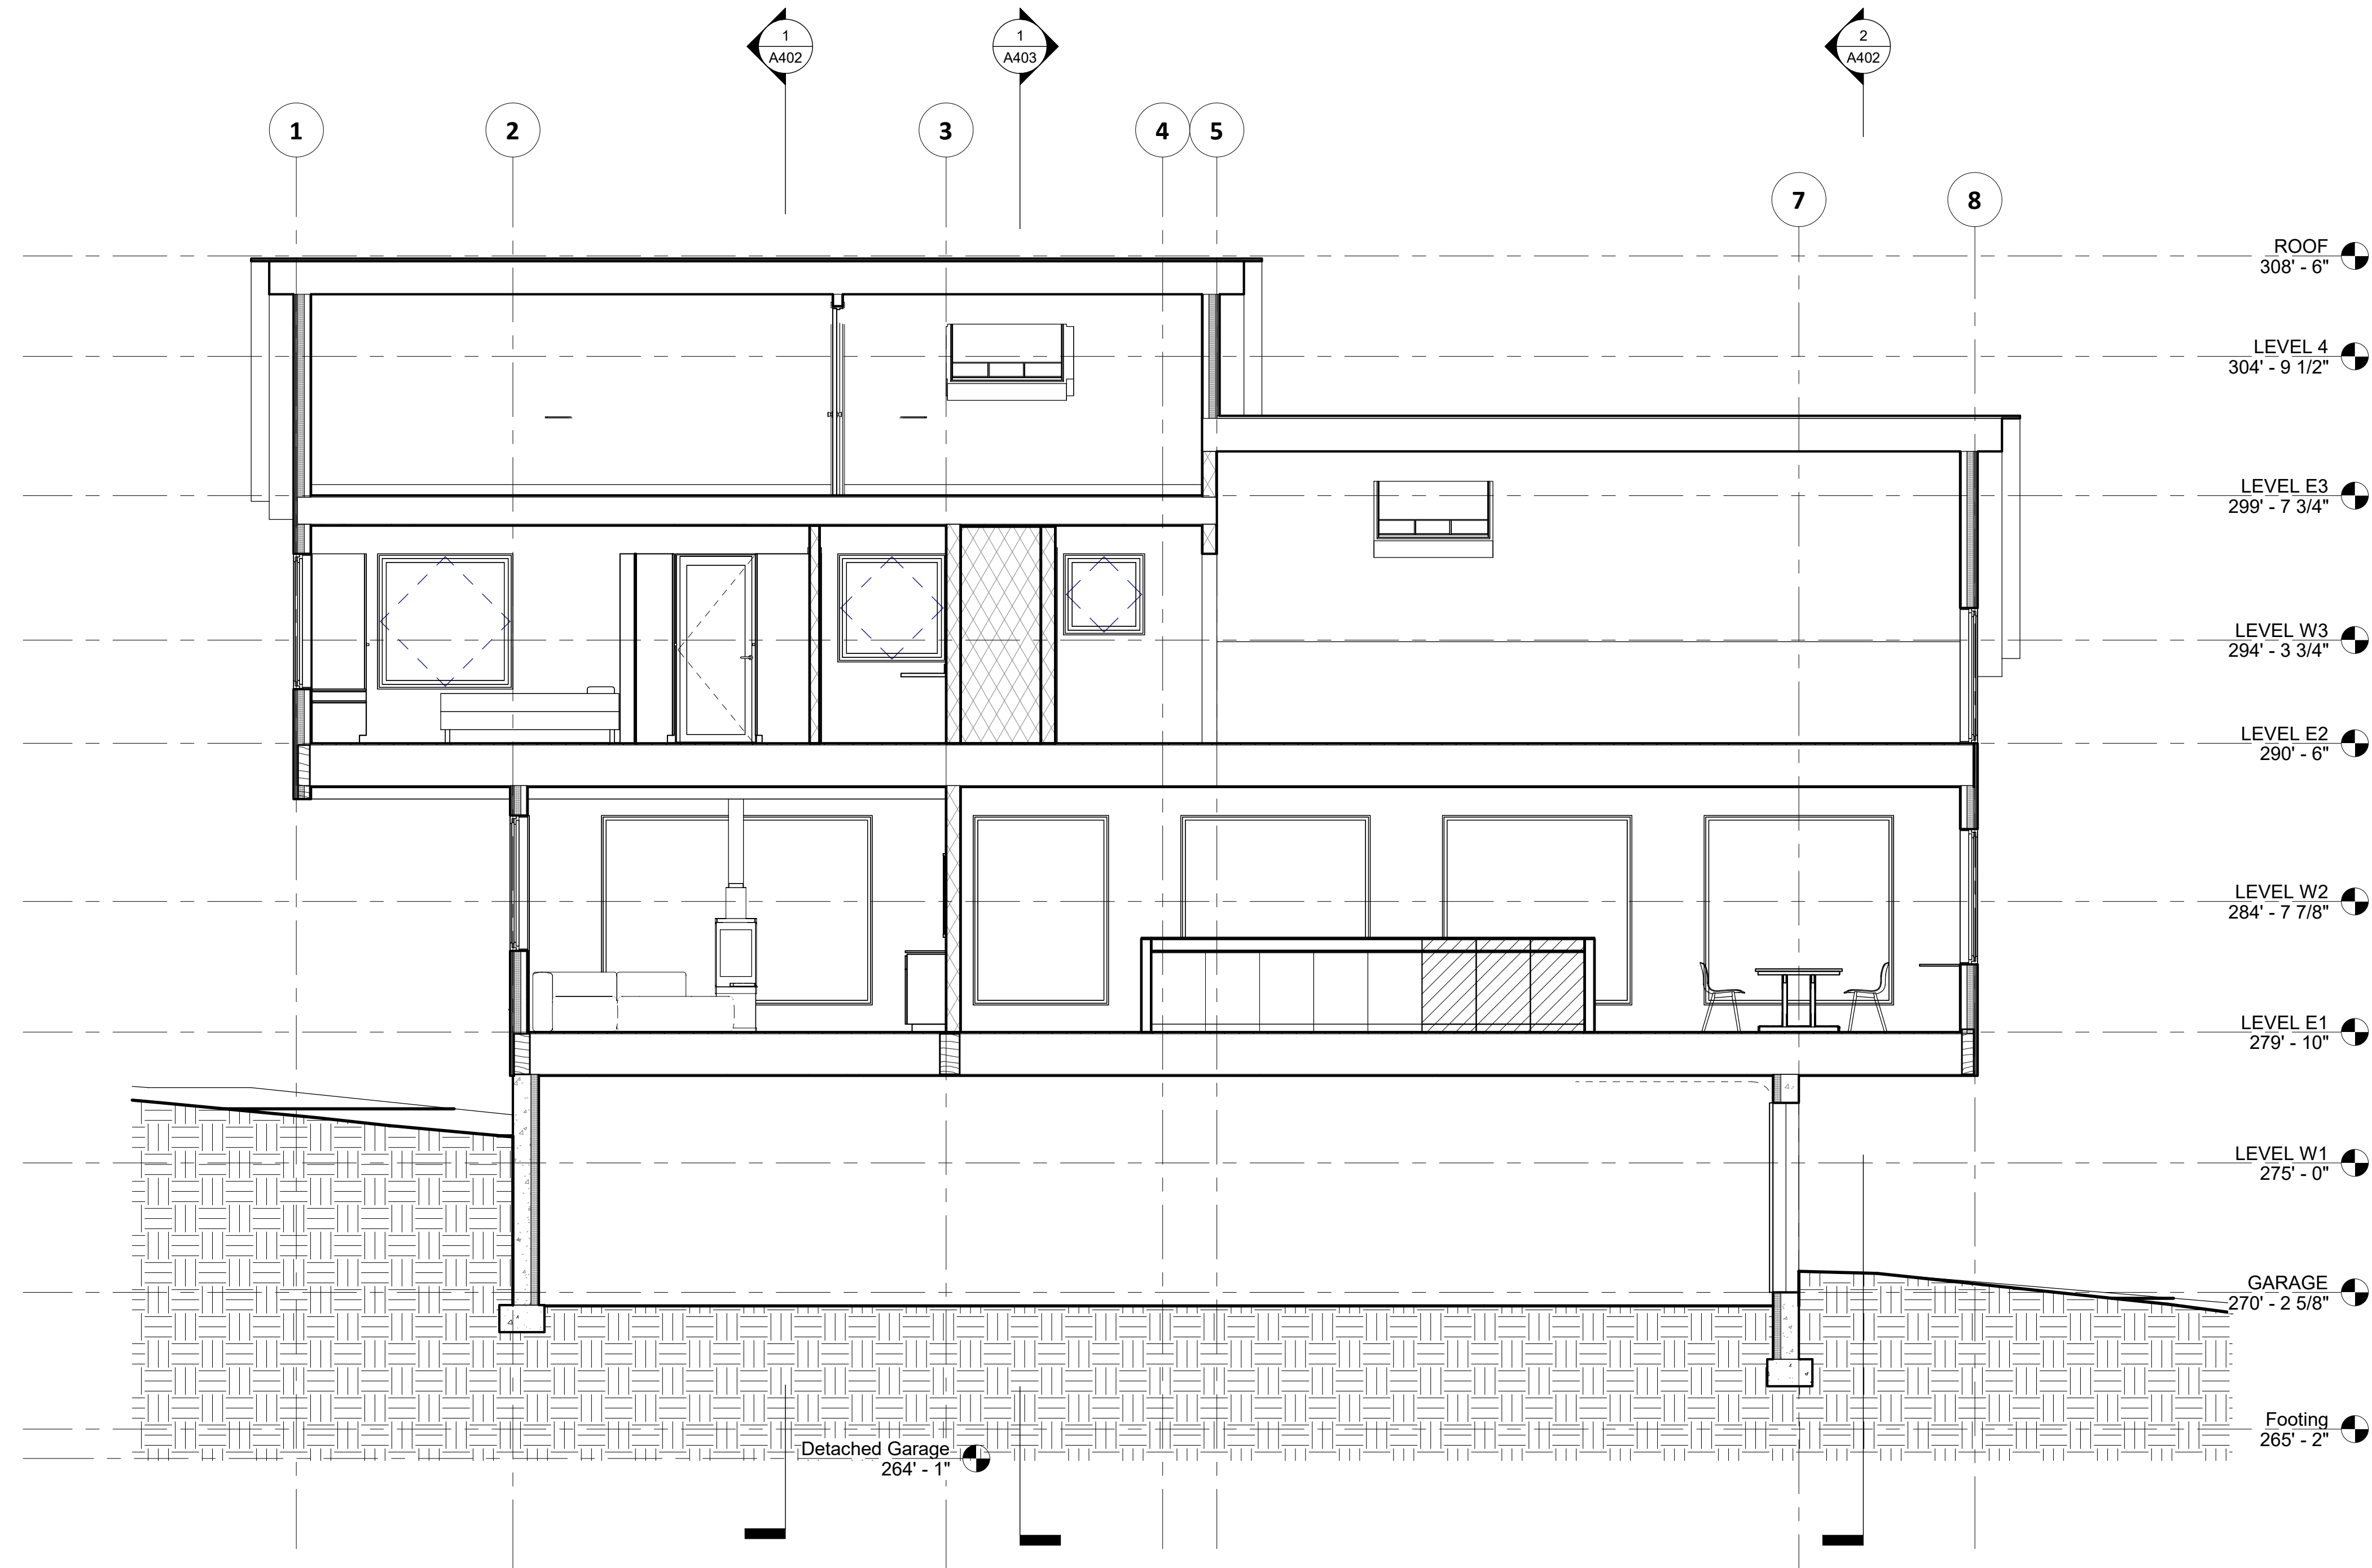 1
A402
1
A403
2
A402
1
2
3
4
5
7
8
ROOF
308' - 6"
LEVEL 4
304' - 9 1/2"
LEVEL E3
299' - 7 3/4"
LEVEL W3
294' - 3 3/4"
LEVEL E2
290' - 6"
LEVEL W2
284' - 7 7/8"
LEVEL E1
279' - 10"
LEVEL W1
275' - 0"
GARAGE
270' - 2 5/8"
Footing
265' - 2"
Detached Garage
264' - 1"